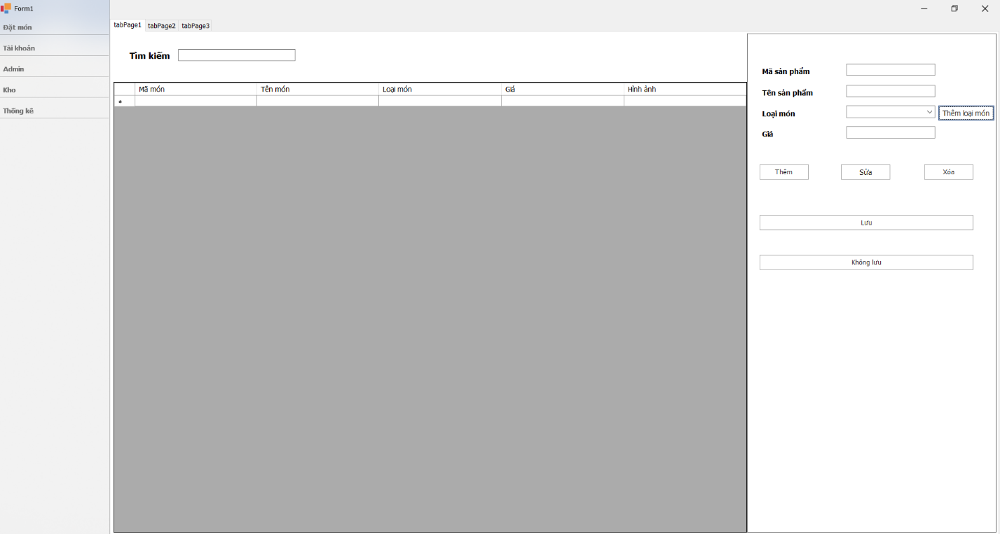 Form1
Đặt món
Tài khoản
Admin
Kho
Thống kê
tabPage1 tabPage2 tabPage3
Tìm kiếm
Mã món Tên món Loại món Giá Hình ảnh
Mã sản phẩm
Tên sản phẩm
Loại món Thêm loại món
Giá
Thêm Sửa Xóa
Lưu
Không lưu